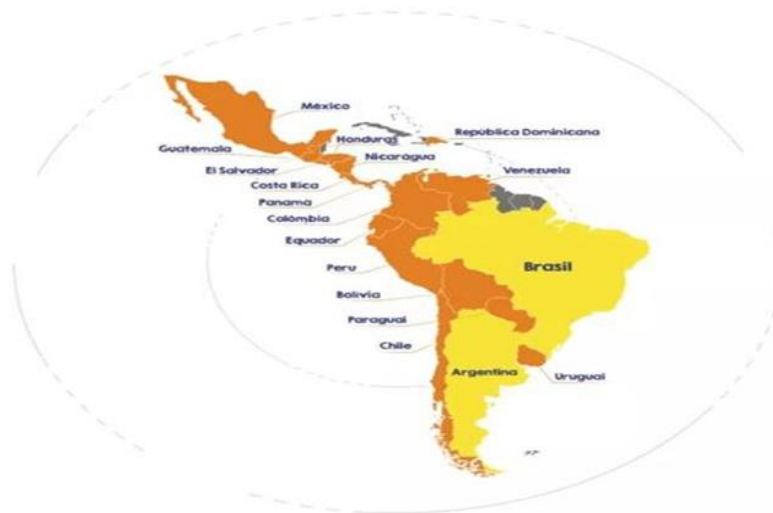 México
República Dominicana
Honduras
Guatemala
Nicarágua
El Salvador
Venezuela
Costa Rica
Panama
Colômbia
Equador
Brasil
Peru
Bolívia
Paraguai
Chile
Argentina
Uruguai